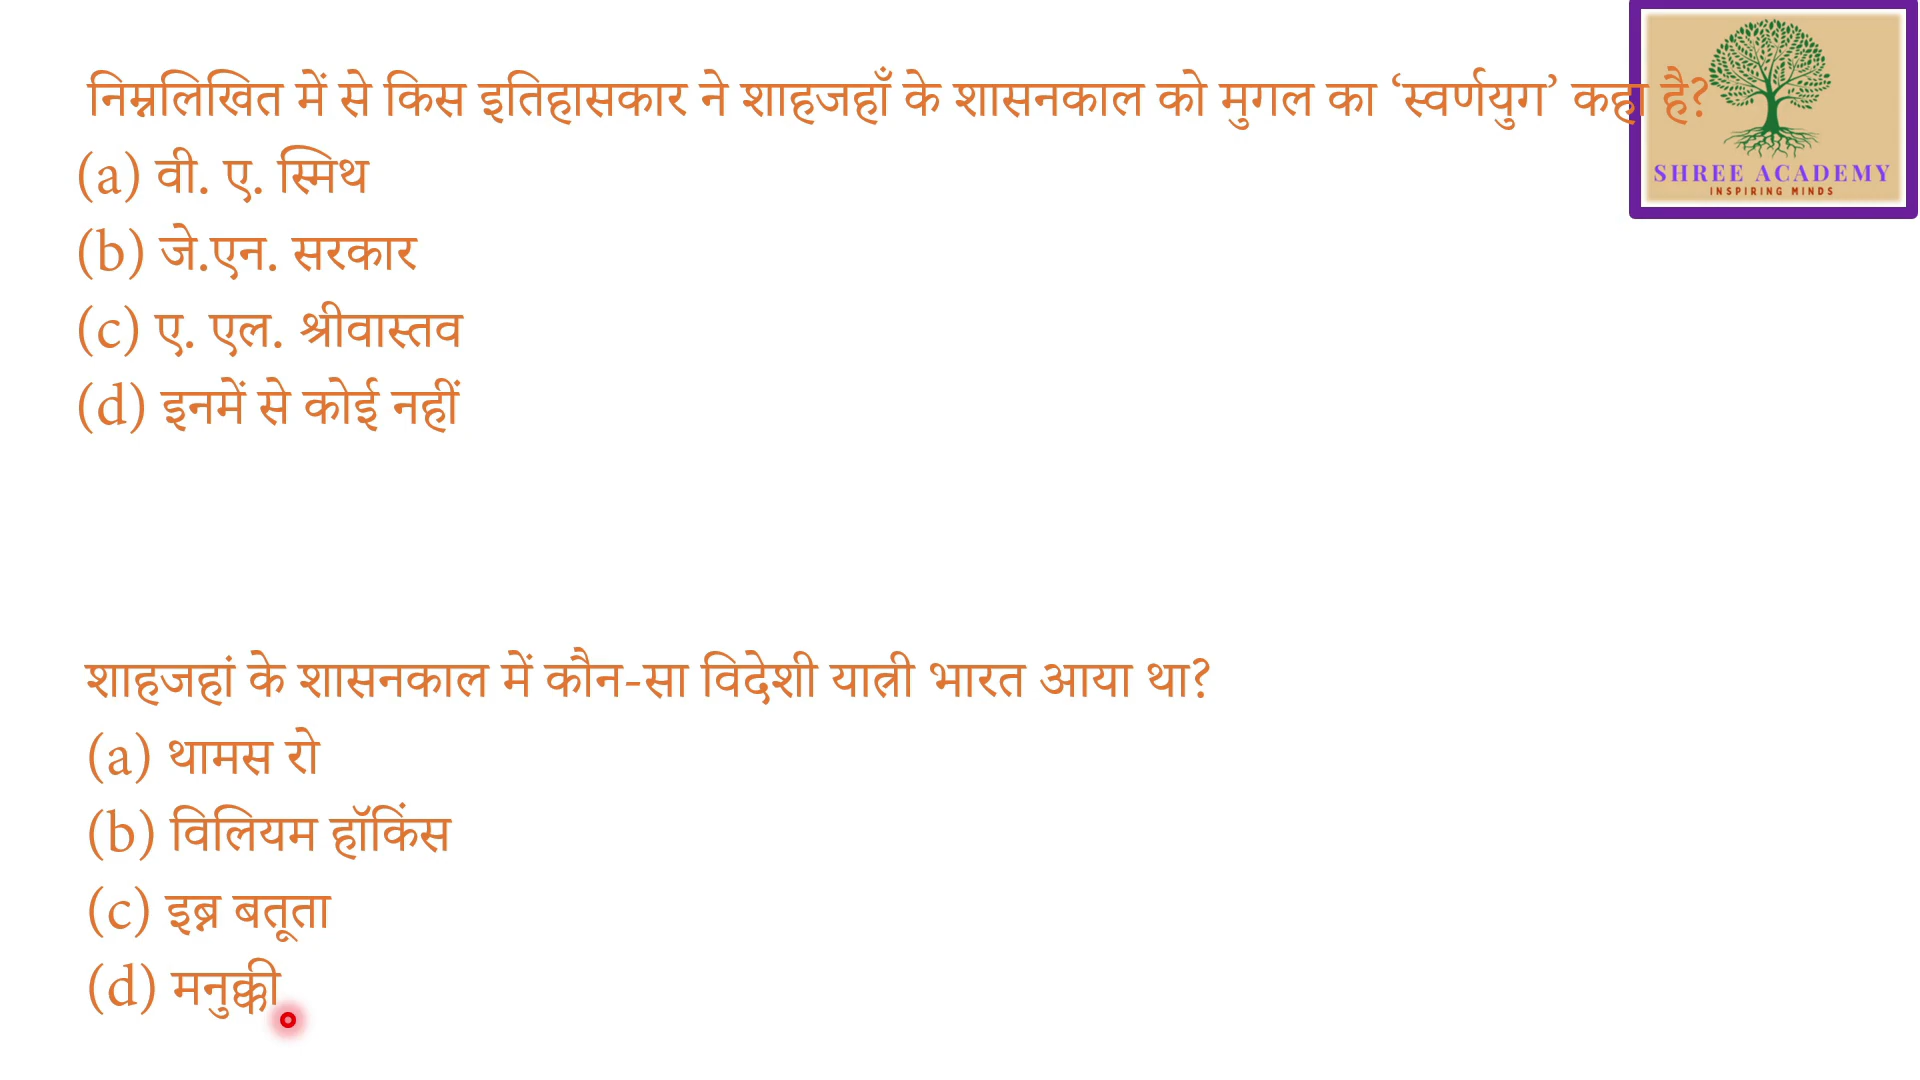 निम्नलिखित में से किस इतिहासकार ने शाहजहाँ के शासनकाल को मुगल का ‘स्वर्णयुग’ कहा है?
(a) वी. ए. स्मिथ
(b) जे.एन. सरकार
(c) ए. एल. श्रीवास्तव
(d) इनमें से कोई नहीं
SHREE ACADEMY
INSPIRING MINDS
शाहजहां के शासनकाल में कौन-सा विदेशी यात्री भारत आया था?
(a) थामस रो
(b) विलियम हॉकिंस
(c) इब्न बतूता
(d) मनुक्की